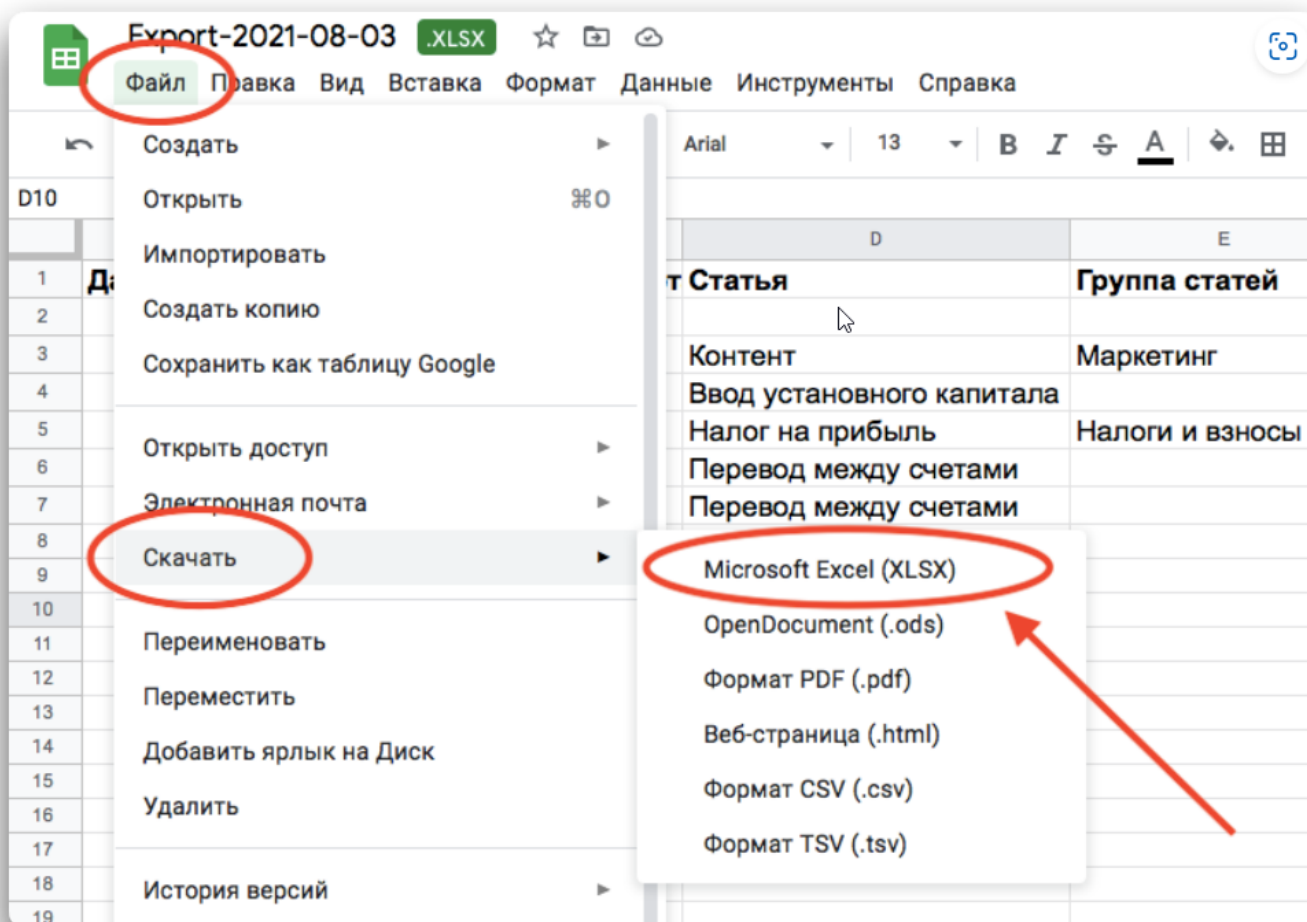 Export-2021-08-03 .XLSX
Файл Правка Вид Вставка Формат Данные Инструменты Справка
Arial 13 B I S A
D10
Создать
Открыть ⌘O
Импортировать
Создать копию
Сохранить как таблицу Google
Открыть доступ
Электронная почта
Скачать
Переименовать
Переместить
Добавить ярлык на Диск
Удалить
История версий
Microsoft Excel (XLSX)
OpenDocument (.ods)
Формат PDF (.pdf)
Веб-страница (.html)
Формат CSV (.csv)
Формат TSV (.tsv)
D E
1 Статья Группа статей
2
3 Контент Маркетинг
4 Ввод установного капитала
5 Налог на прибыль Налоги и взносы
6 Перевод между счетами
7 Перевод между счетами
8
9
10
11
12
13
14
15
16
17
18
19